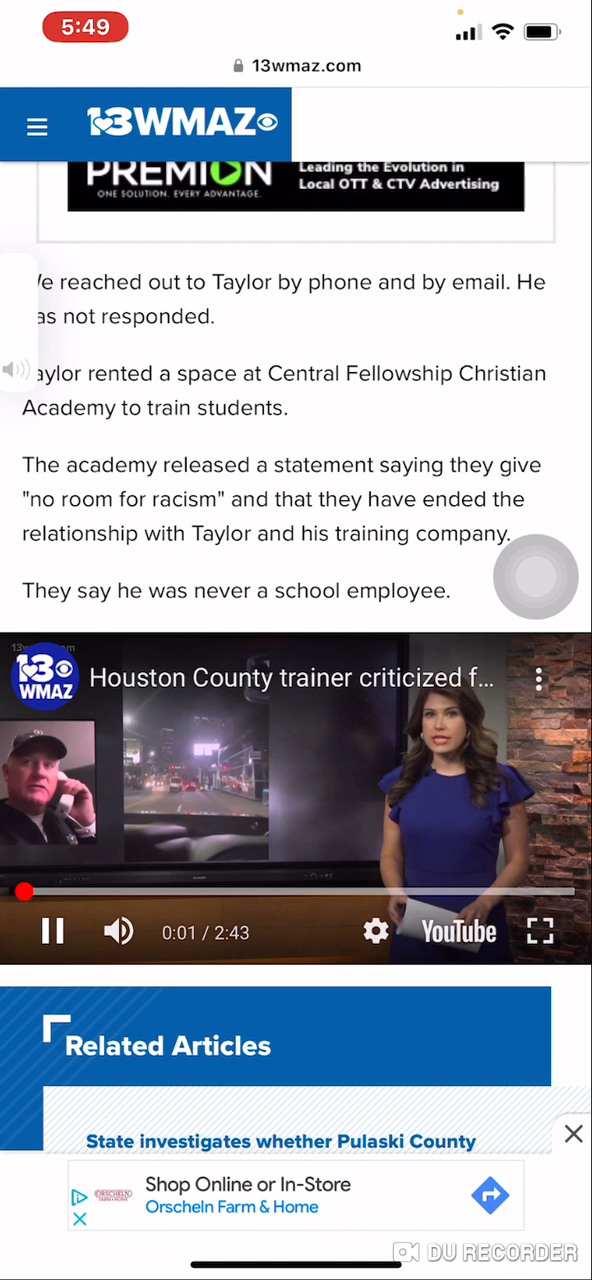 5:49
13wmaz.com
13WMAZ
PREMION
Leading the Evolution in
ONE SOLUTION. EVERY ADVANTAGE.
Local OTT & CTV Advertising
e reached out to Taylor by phone and by email. He
as not responded.
aylor rented a space at Central Fellowship Christian
Academy to train students.
The academy released a statement saying they give
"no room for racism" and that they have ended the
relationship with Taylor and his training company.
They say he was never a school employee.
13 WMAZ
Houston County trainer criticized f...
0:01 / 2:43
YouTube
Related Articles
State investigates whether Pulaski County
Shop Online or In-Store
ORSCHELN
Orscheln Farm & Home
DU RECORDER